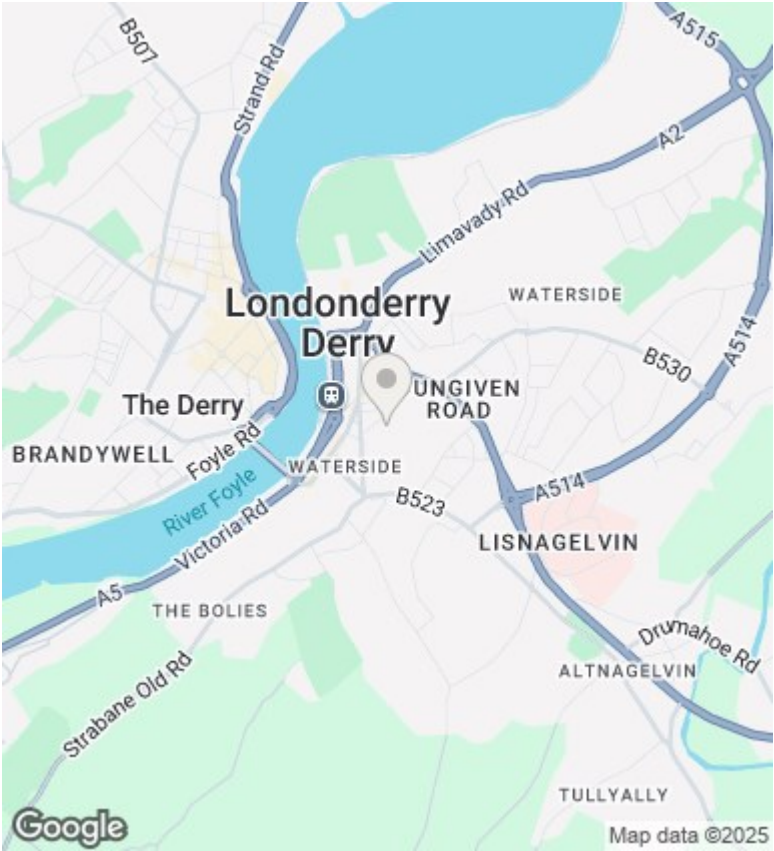 B507
A515
Strand Rd
A2
Limavady Rd
WATERSIDE
Londonderry
Derry
A514
B530
UNGIVEN
ROAD
The Derry
BRANDYWELL
Foyle Rd
WATERSIDE
River Foyle
B523
A514
Victoria Rd
LISNAGELVIN
A5
THE BOLIES
Drumahoe Rd
Strabane Old Rd
ALTNAGELVIN
TULLYALLY
Google
Map data ©2025